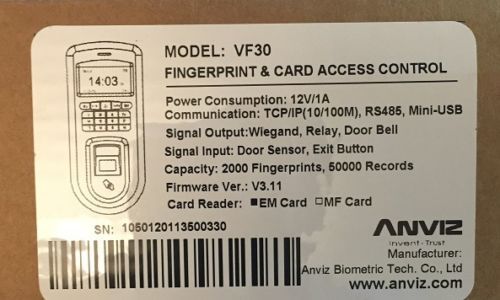 14:03
MODEL: VF30
FINGERPRINT & CARD ACCESS CONTROL
Power Consumption: 12V/1A
Communication: TCP/IP(10/100M), RS485, Mini-USB
Signal Output:Wiegand, Relay, Door Bell
Signal Input: Door Sensor, Exit Button
Capacity: 2000 Fingerprints, 50000 Records
Firmware Ver.: V3.11
Card Reader: ■EM Card □MF Card
SN: 1050120113500330
ANVIZ
Invent·Trust
Manufacturer:
Anviz Biometric Tech. Co., Ltd
www.anviz.com